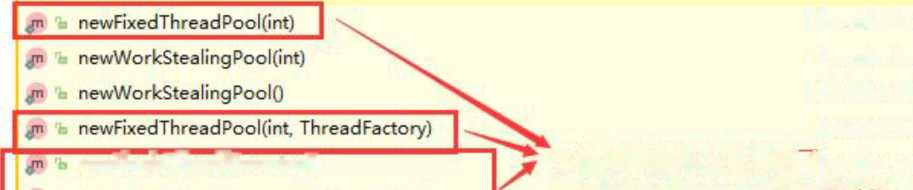 newFixedThreadPool(int)
newWorkStealingPool(int)
newWorkStealingPool()
newFixedThreadPool(int, ThreadFactory)